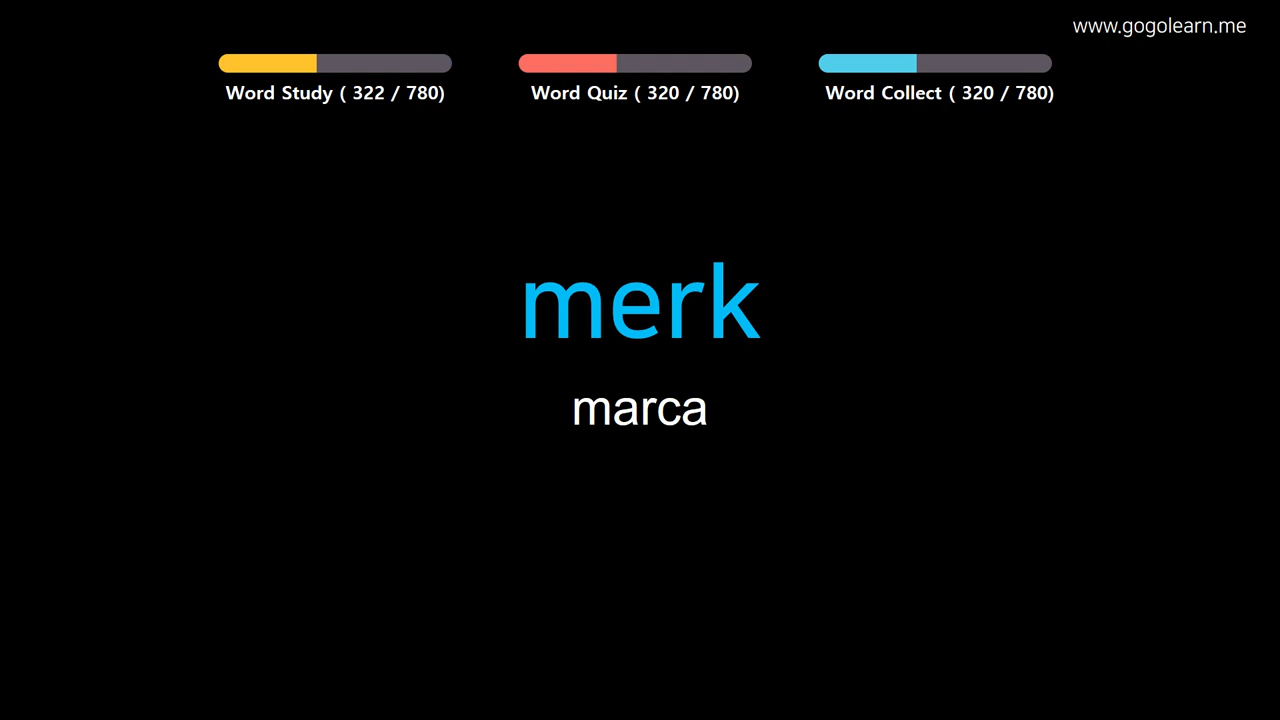 www.gogolearn.me
Word Study ( 322 / 780)
Word Quiz ( 320 / 780)
Word Collect ( 320 / 780)
merk
marca